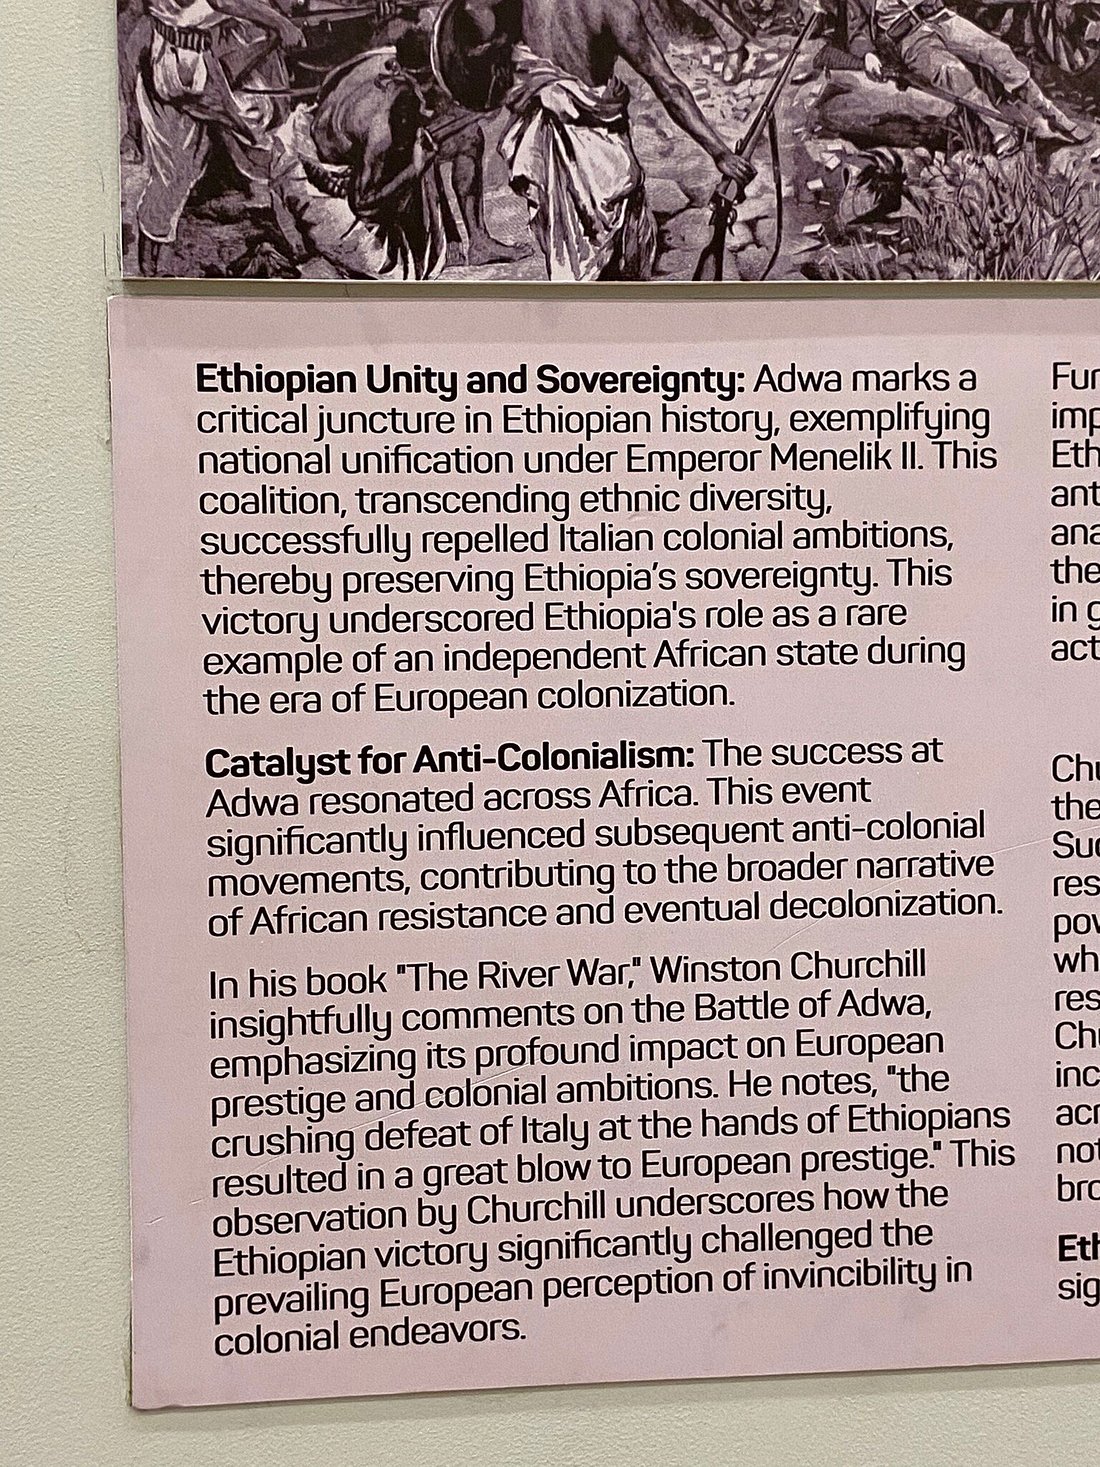 Ethiopian Unity and Sovereignty: Adwa marks a
critical juncture in Ethiopian history, exemplifying
national unification under Emperor Menelik II. This
coalition, transcending ethnic diversity,
successfully repelled Italian colonial ambitions,
thereby preserving Ethiopia’s sovereignty. This
victory underscored Ethiopia's role as a rare
example of an independent African state during
the era of European colonization.
Catalyst for Anti-Colonialism: The success at
Adwa resonated across Africa. This event
significantly influenced subsequent anti-colonial
movements, contributing to the broader narrative
of African resistance and eventual decolonization.
In his book "The River War," Winston Churchill
insightfully comments on the Battle of Adwa,
emphasizing its profound impact on European
prestige and colonial ambitions. He notes, "the
crushing defeat of Italy at the hands of Ethiopians
resulted in a great blow to European prestige." This
observation by Churchill underscores how the
Ethiopian victory significantly challenged the
prevailing European perception of invincibility in
colonial endeavors.